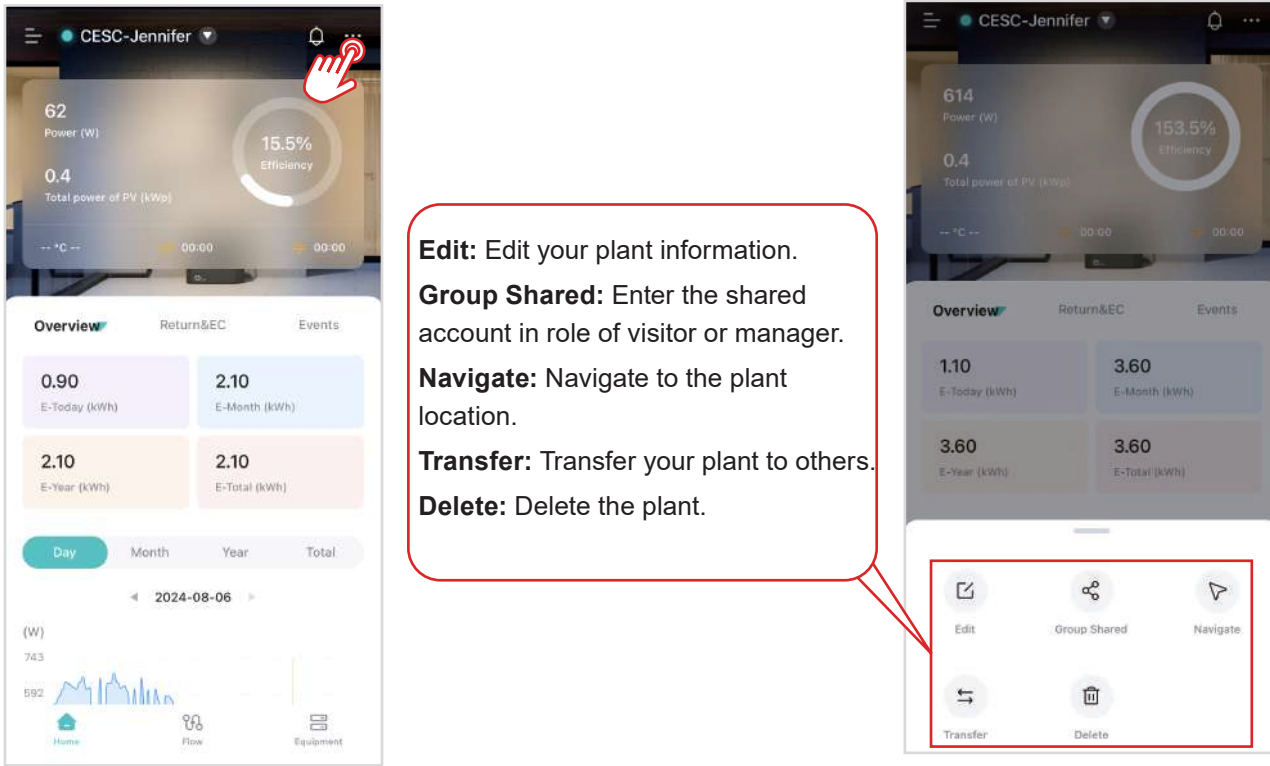 CESC-Jennifer
62
Power (W)
15.5%
Efficiency
0.4
Total power of PV (kWp)
-- °C -- 00:00 00:00
Overview Return&EC Events
0.90 2.10
E-Today (kWh) E-Month (kWh)
2.10 2.10
E-Year (kWh) E-Total (kWh)
Day Month Year Total
2024-08-06
(W)
743
592
Home Flow Equipment
Edit: Edit your plant information.
Group Shared: Enter the shared
account in role of visitor or manager.
Navigate: Navigate to the plant
location.
Transfer: Transfer your plant to others.
Delete: Delete the plant.
CESC-Jennifer
614
Power (W)
153.5%
Efficiency
0.4
Total power of PV (kWp)
-- °C -- 00:00 00:00
Overview Return&EC Events
1.10 3.60
E-Today (kWh) E-Month (kWh)
3.60 3.60
E-Year (kWh) E-Total (kWh)
Edit Group Shared Navigate
Transfer Delete